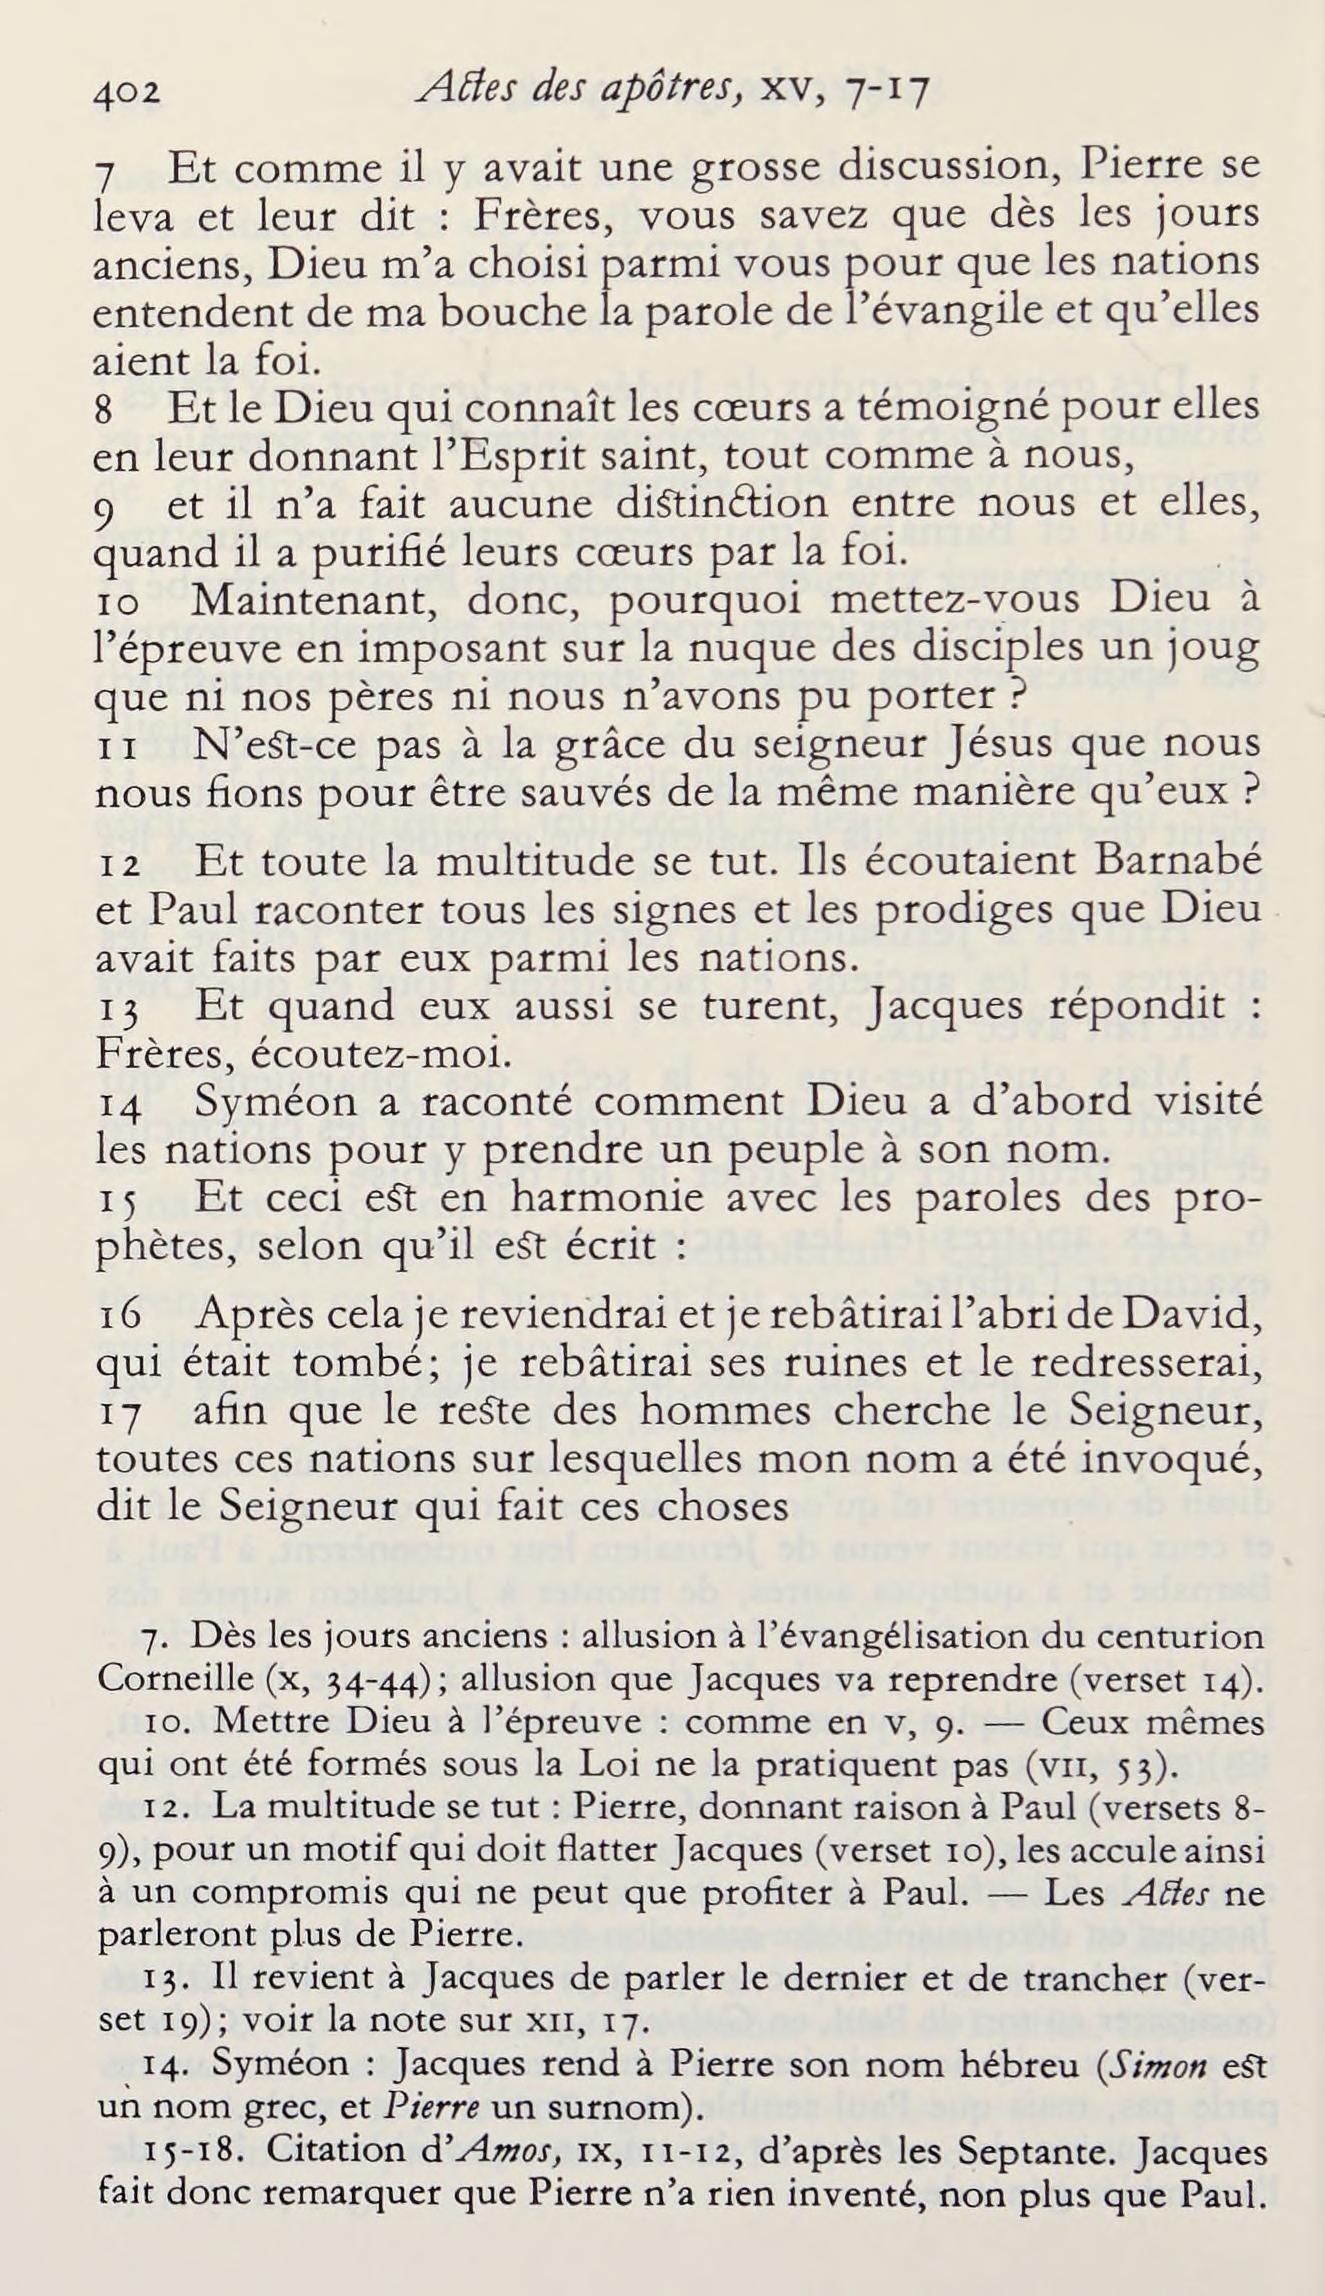 402 Actes des apôtres, XV, 7-17
7 Et comme il y avait une grosse discussion, Pierre se
leva et leur dit : Frères, vous savez que dès les jours
anciens, Dieu m’a choisi parmi vous pour que les nations
entendent de ma bouche la parole de l’évangile et qu’elles
aient la foi.
8 Et le Dieu qui connaît les cœurs a témoigné pour elles
en leur donnant l’Esprit saint, tout comme à nous,
9 et il n’a fait aucune distinction entre nous et elles,
quand il a purifié leurs cœurs par la foi.
10 Maintenant, donc, pourquoi mettez-vous Dieu à
l’épreuve en imposant sur la nuque des disciples un joug
que ni nos pères ni nous n’avons pu porter ?
11 N’est-ce pas à la grâce du seigneur Jésus que nous
nous fions pour être sauvés de la même manière qu’eux ?
12 Et toute la multitude se tut. Ils écoutaient Barnabé
et Paul raconter tous les signes et les prodiges que Dieu
avait faits par eux parmi les nations.
13 Et quand eux aussi se turent, Jacques répondit :
Frères, écoutez-moi.
14 Syméon a raconté comment Dieu a d’abord visité
les nations pour y prendre un peuple à son nom.
15 Et ceci est en harmonie avec les paroles des pro-
phètes, selon qu’il est écrit :
16 Après cela je reviendrai et je rebâtirai l’abri de David,
qui était tombé; je rebâtirai ses ruines et le redresserai,
17 afin que le reste des hommes cherche le Seigneur,
toutes ces nations sur lesquelles mon nom a été invoqué,
dit le Seigneur qui fait ces choses
7. Dès les jours anciens : allusion à l’évangélisation du centurion
Corneille (X, 34-44); allusion que Jacques va reprendre (verset 14).
10. Mettre Dieu à l’épreuve : comme en V, 9. — Ceux mêmes
qui ont été formés sous la Loi ne la pratiquent pas (VII, 53).
12. La multitude se tut : Pierre, donnant raison à Paul (versets 8-
9), pour un motif qui doit flatter Jacques (verset 10), les accule ainsi
à un compromis qui ne peut que profiter à Paul. — Les Actes ne
parleront plus de Pierre.
13. Il revient à Jacques de parler le dernier et de trancher (ver-
set 19); voir la note sur XII, 17.
14. Syméon : Jacques rend à Pierre son nom hébreu (Simon est
un nom grec, et Pierre un surnom).
15-18. Citation d’Amos, IX, 11-12, d’après les Septante. Jacques
fait donc remarquer que Pierre n’a rien inventé, non plus que Paul.